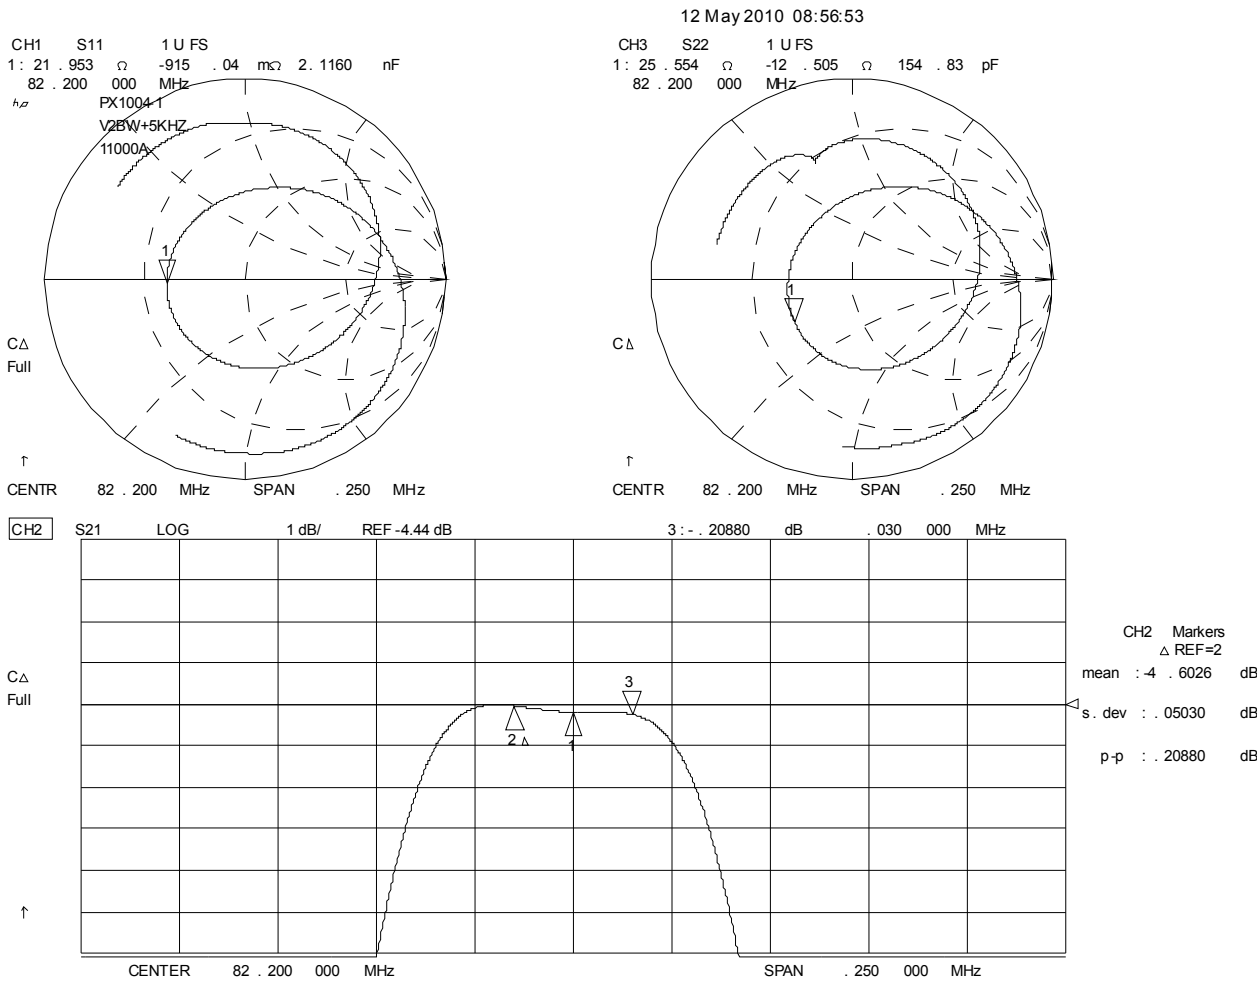 12 May 2010 08:56:53
CH1 S11 1 U FS
1 : 21 . 953 Ω -915 . 04 mΩ 2. 1160 nF
82 . 200 000 MHz
PX1004-1
V2BW+5KHZ
11000A
1
C△
Full
↑
CENTR 82 . 200 MHz SPAN . 250 MHz
CH3 S22 1 U FS
1 : 25 . 554 Ω -12 . 505 Ω 154 . 83 pF
82 . 200 000 MHz
1
C△
↑
CENTR 82 . 200 MHz SPAN . 250 MHz
CH2 S21 LOG 1 dB/ REF -4.44 dB 3 : - . 20880 dB . 030 000 MHz
C△
Full
3
2 △ 1
↑
CH2 Markers
△ REF=2
mean : -4 . 6026 dB
s. dev : . 05030 dB
p-p : . 20880 dB
CENTER 82 . 200 000 MHz SPAN . 250 000 MHz